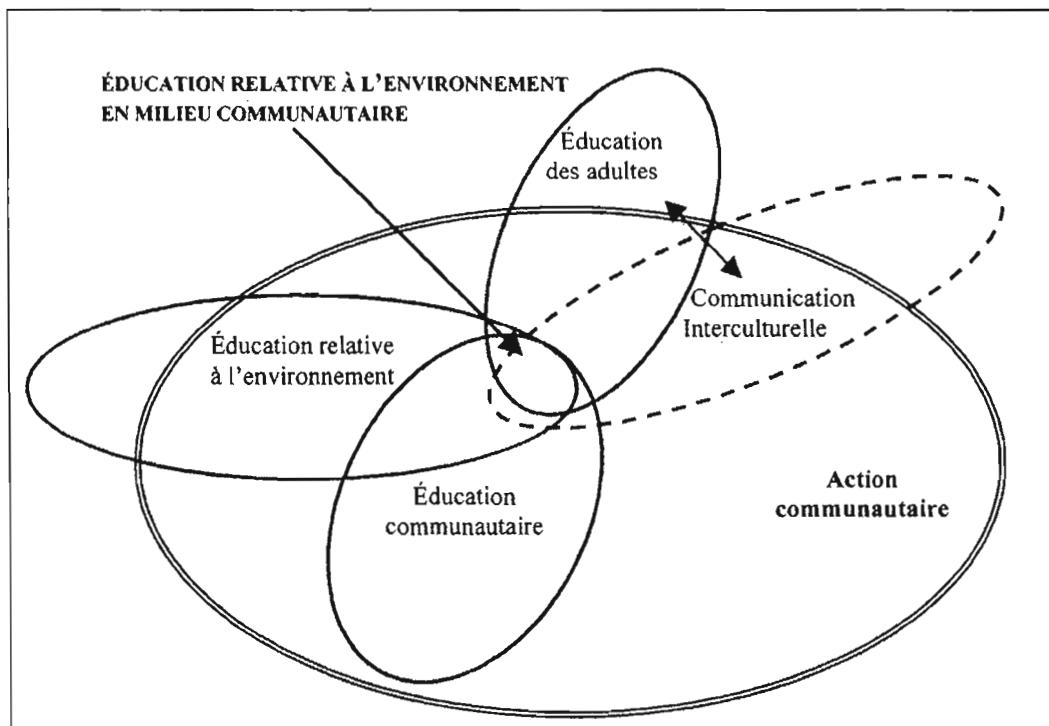 ÉDUCATION RELATIVE À L'ENVIRONNEMENT
EN MILIEU COMMUNAUTAIRE
Éducation
des adultes
Communication
Interculturelle
Éducation relative
à l'environnement
Éducation
communautaire
Action
communautaire